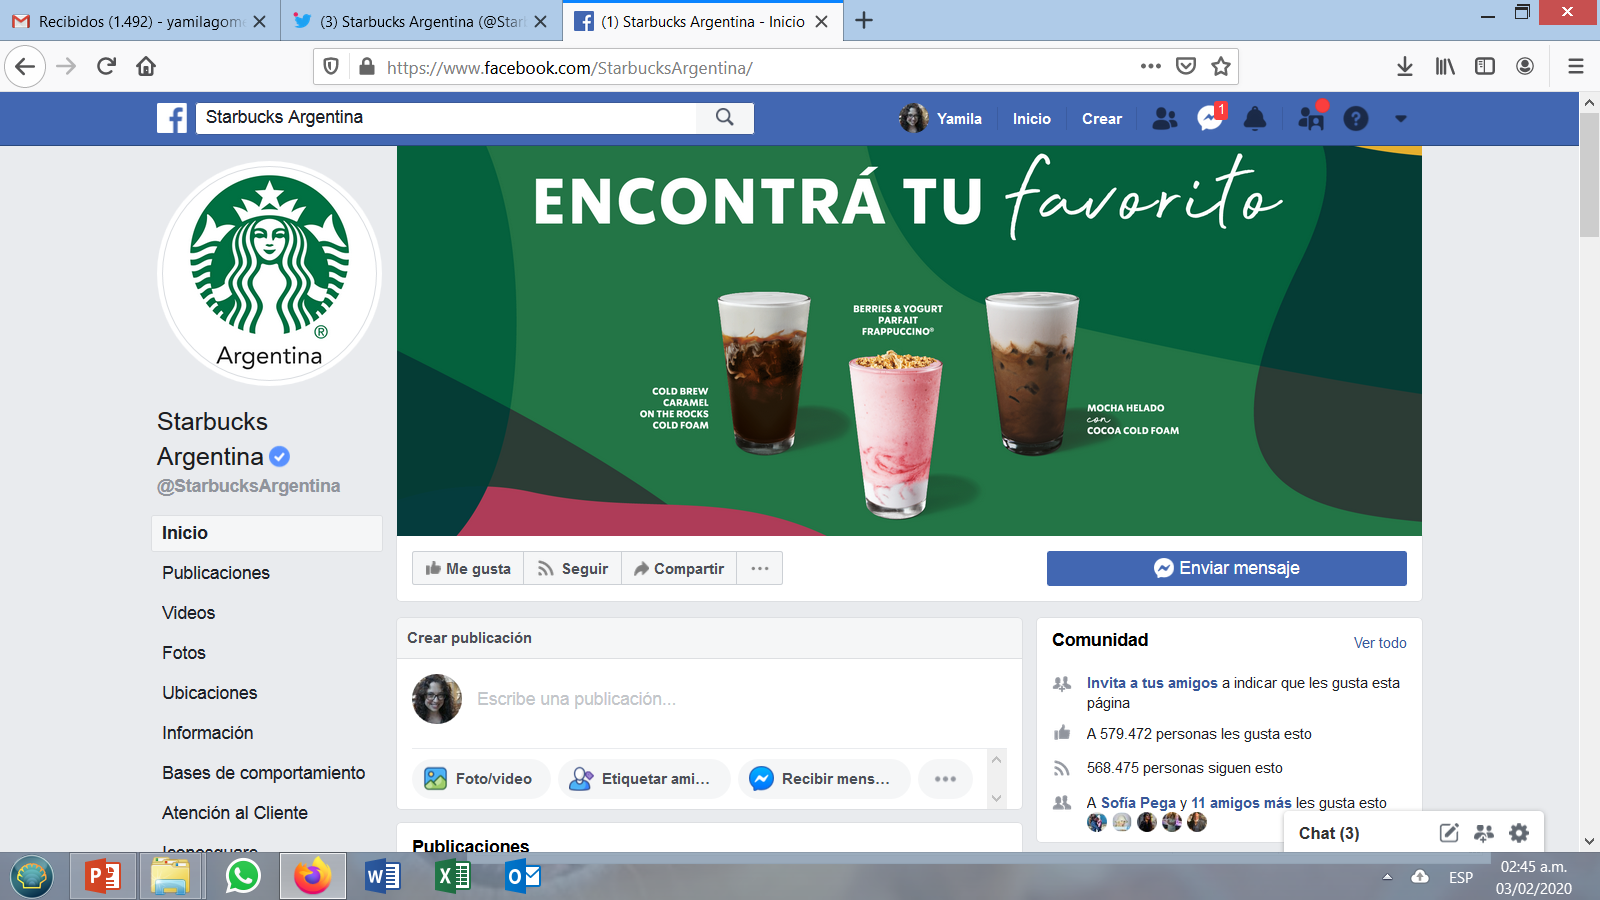 Recibidos (1.492) - yamilagom
(3) Starbucks Argentina (@Star
(1) Starbucks Argentina - Inicio
https://www.facebook.com/StarbucksArgentina/
Starbucks Argentina
Yamila
Inicio
Crear
1
ENCONTRÁ TU favorito
BERRIES & YOGURT
PARFAIT
FRAPPUCCINO®
COLD BREW
CARAMEL
ON THE ROCKS
COLD FOAM
MOCHA HELADO
con
COCOA COLD FOAM
®
Argentina
Starbucks
Argentina
@StarbucksArgentina
Inicio
Publicaciones
Videos
Fotos
Ubicaciones
Información
Bases de comportamiento
Atención al Cliente
Iconosquare
Me gusta
Seguir
Compartir
Enviar mensaje
Crear publicación
Escribe una publicación...
Foto/video
Etiquetar ami...
Recibir mens...
Publicaciones
Comunidad
Ver todo
Invita a tus amigos a indicar que les gusta esta
página
A 579.472 personas les gusta esto
568.475 personas siguen esto
A Sofía Pega y 11 amigos más les gusta esto
Chat (3)
ESP
02:45 a.m.
03/02/2020